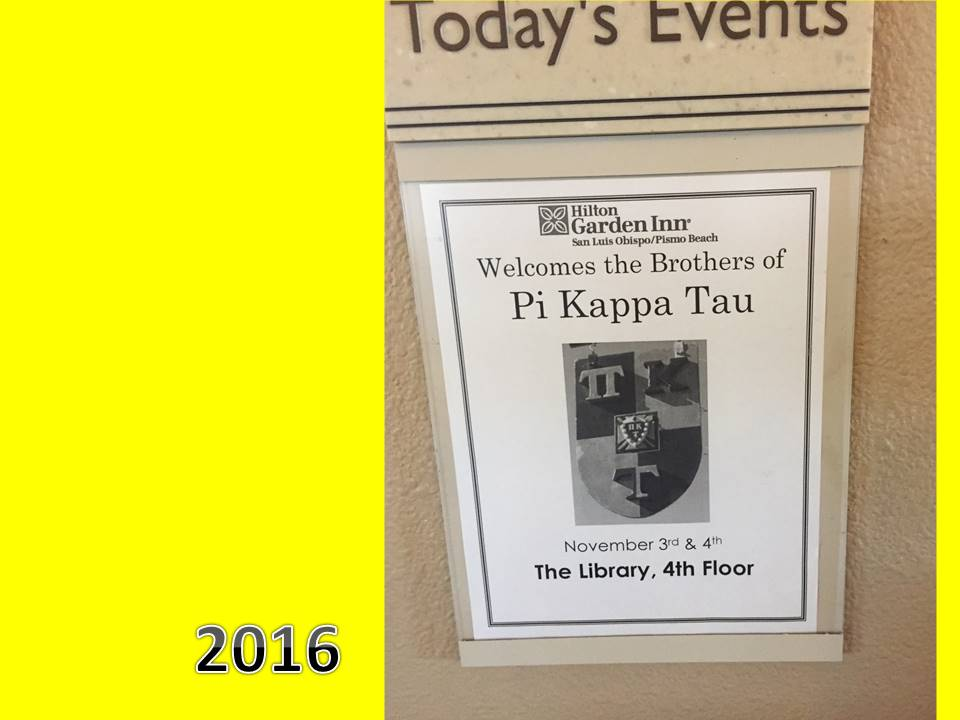 Today's Events
Hilton
Garden Inn®
San Luis Obispo/Pismo Beach
Welcomes the Brothers of
Pi Kappa Tau
Π K
ΠK
T
T
November 3rd & 4th
The Library, 4th Floor
2016